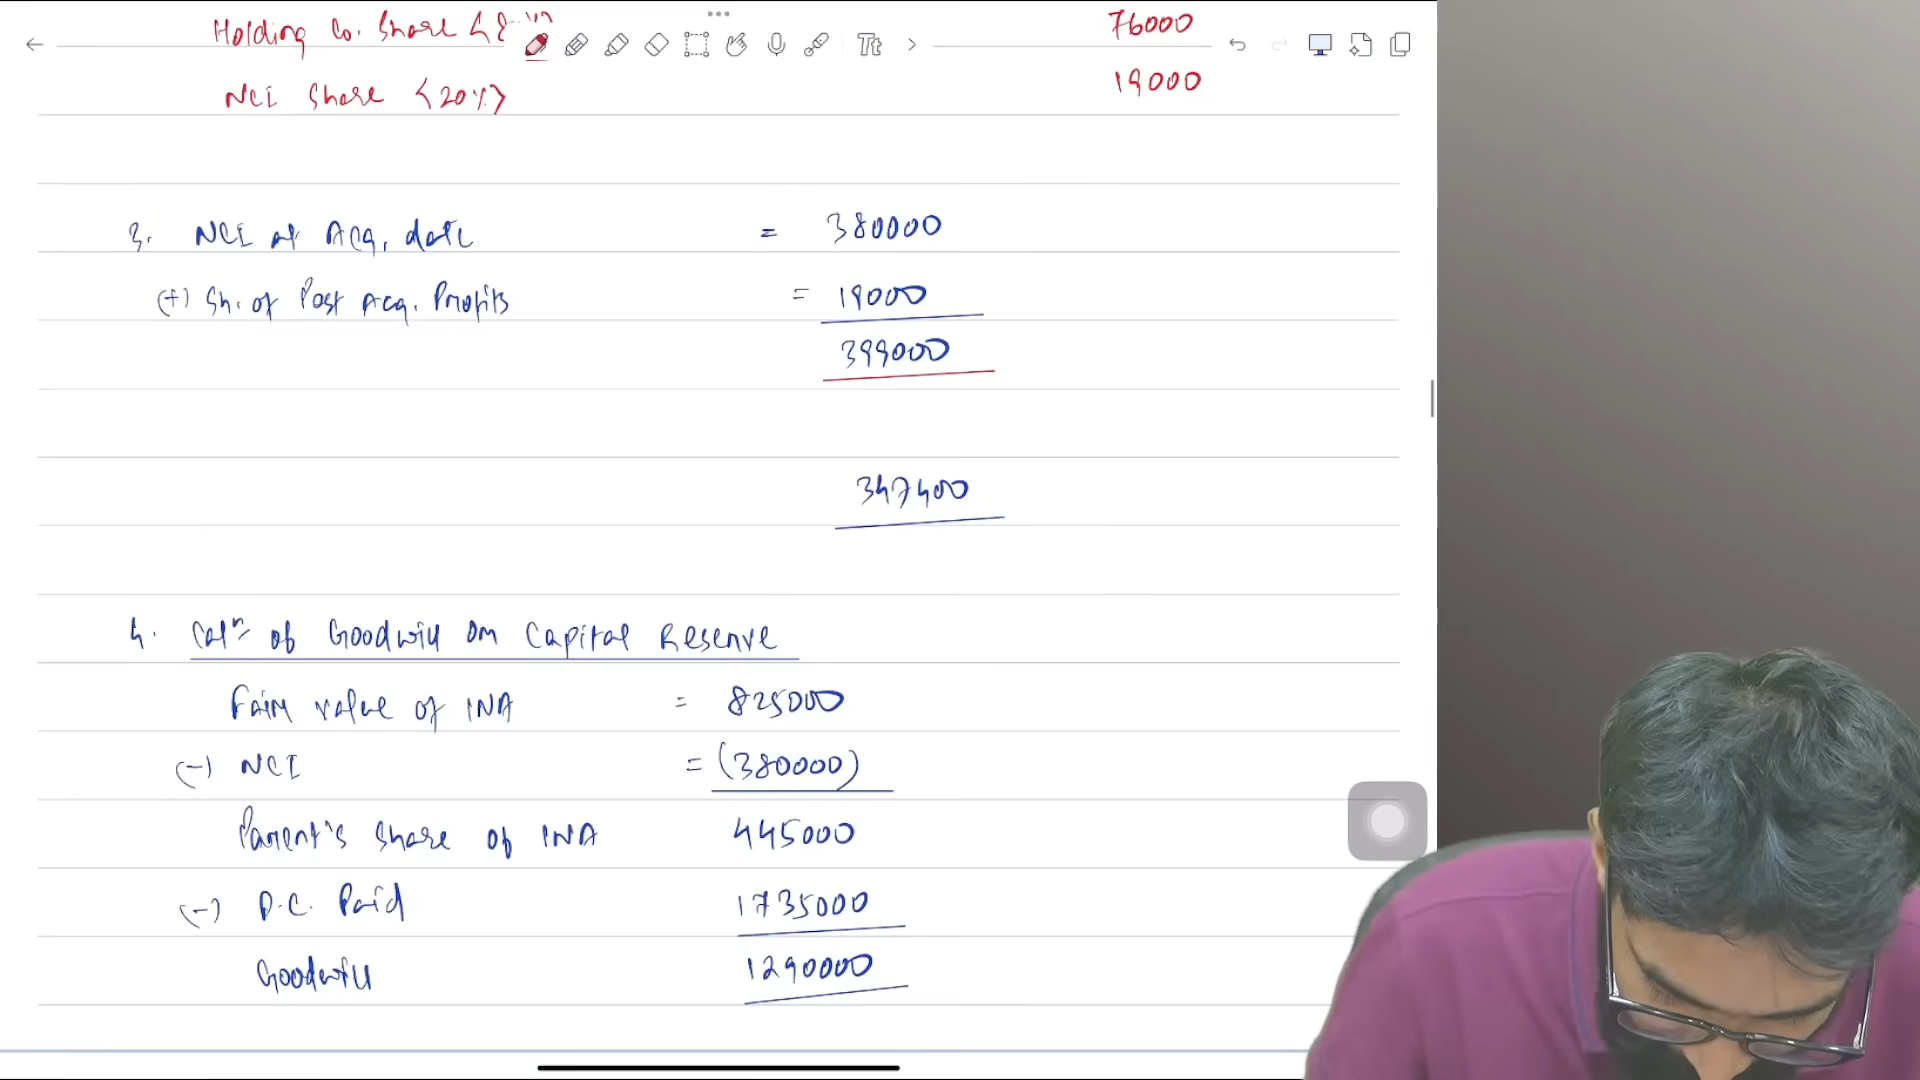 Holding Co. Share
76000
Tt
NCI Share <20%>
19000
3. NCI at Acq. date = 380000
(+) Sh. of Post Acq. Profits = 19000
399000
347400
4. Calⁿ of Goodwill or Capital Reserve
Fair value of INA = 825000
(-) NCI = (380000)
Parent's share of INA 445000
(-) P.C. Paid 1735000
Goodwill 1290000